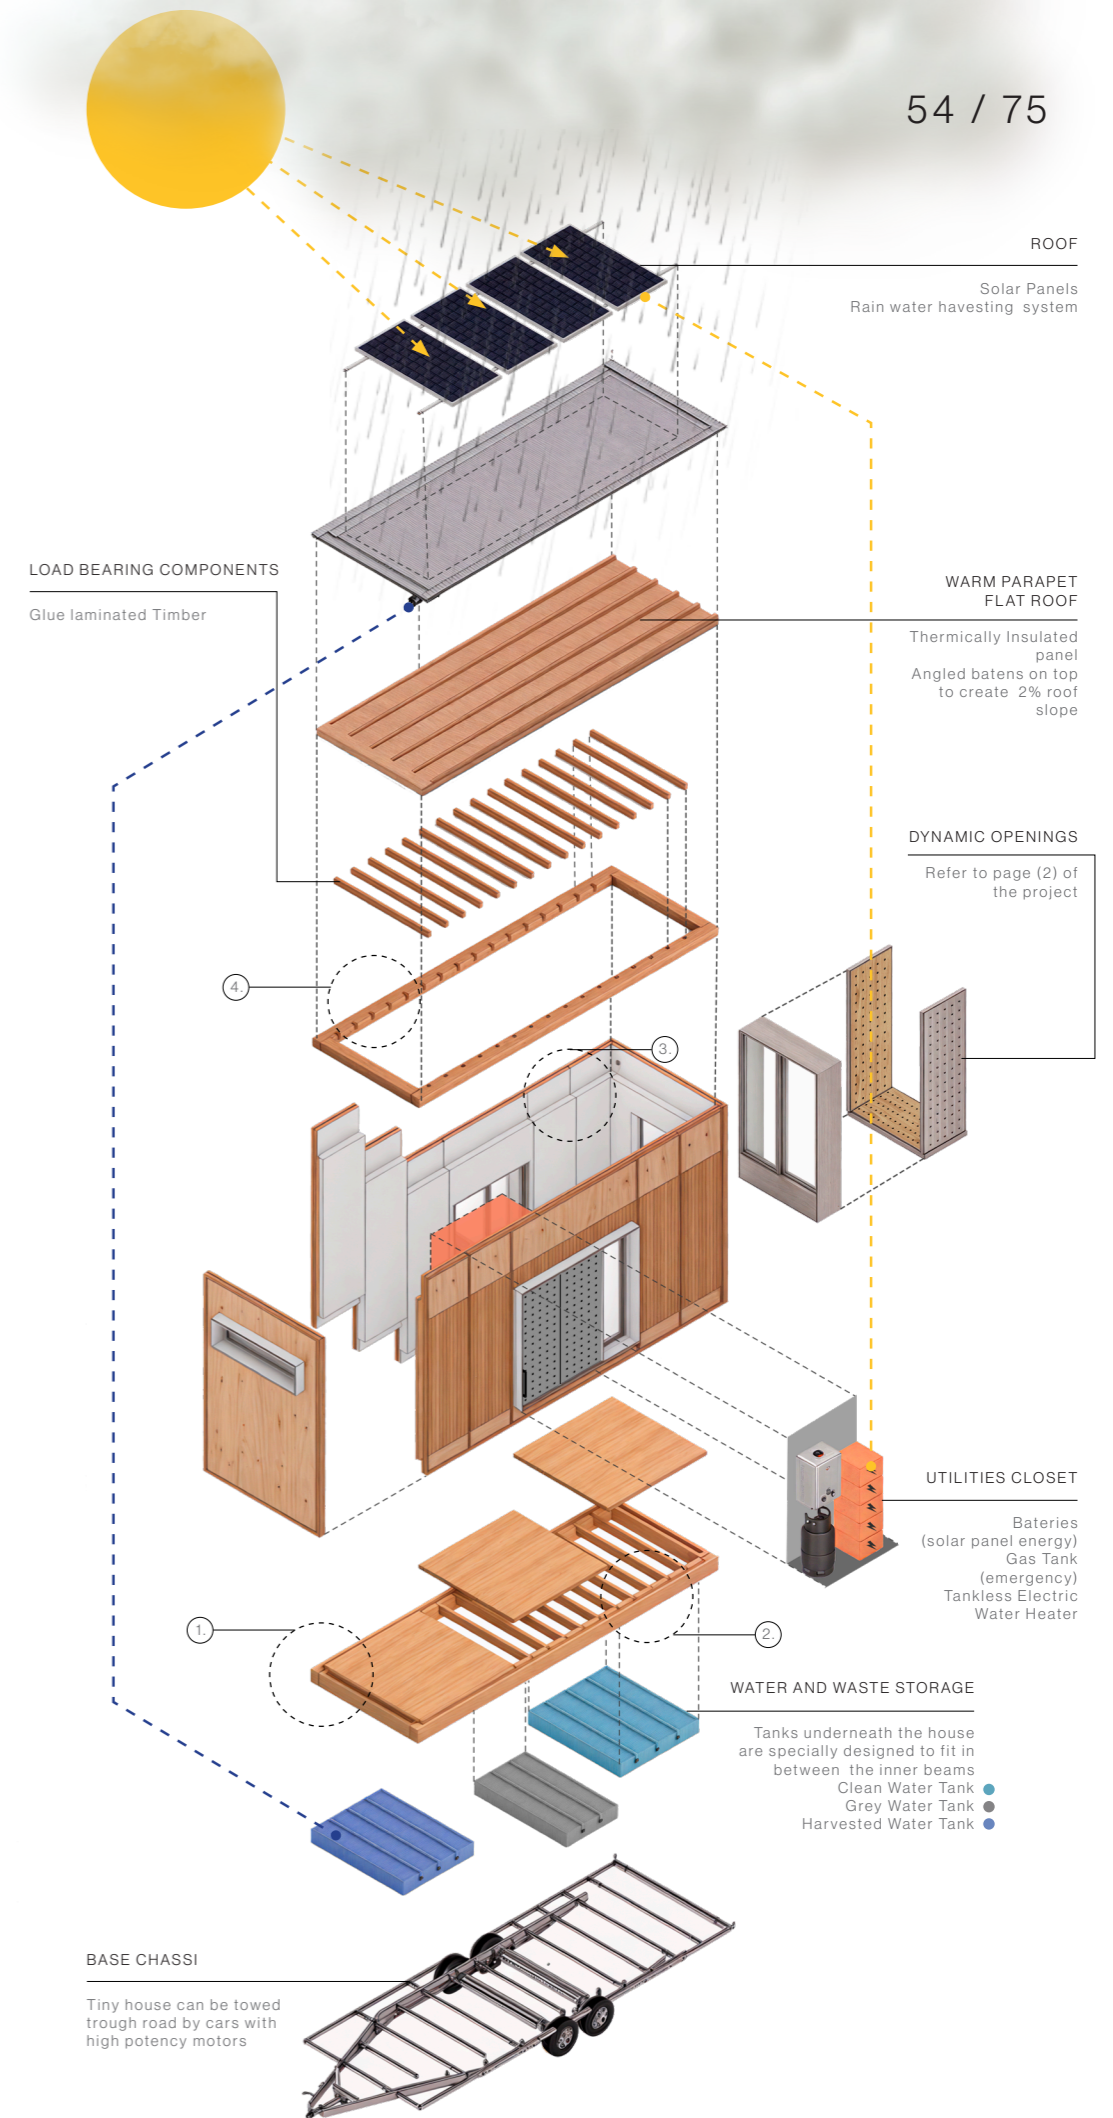 54 / 75
ROOF
Solar Panels
Rain water havesting system
LOAD BEARING COMPONENTS
Glue laminated Timber
WARM PARAPET
FLAT ROOF
Thermically Insulated
panel
Angled batens on top
to create 2% roof
slope
DYNAMIC OPENINGS
Refer to page (2) of
the project
4.
3.
UTILITIES CLOSET
Bateries
(solar panel energy)
Gas Tank
(emergency)
Tankless Electric
Water Heater
1.
2.
WATER AND WASTE STORAGE
Tanks underneath the house
are specially designed to fit in
between the inner beams
Clean Water Tank
Grey Water Tank
Harvested Water Tank
BASE CHASSI
Tiny house can be towed
trough road by cars with
high potency motors